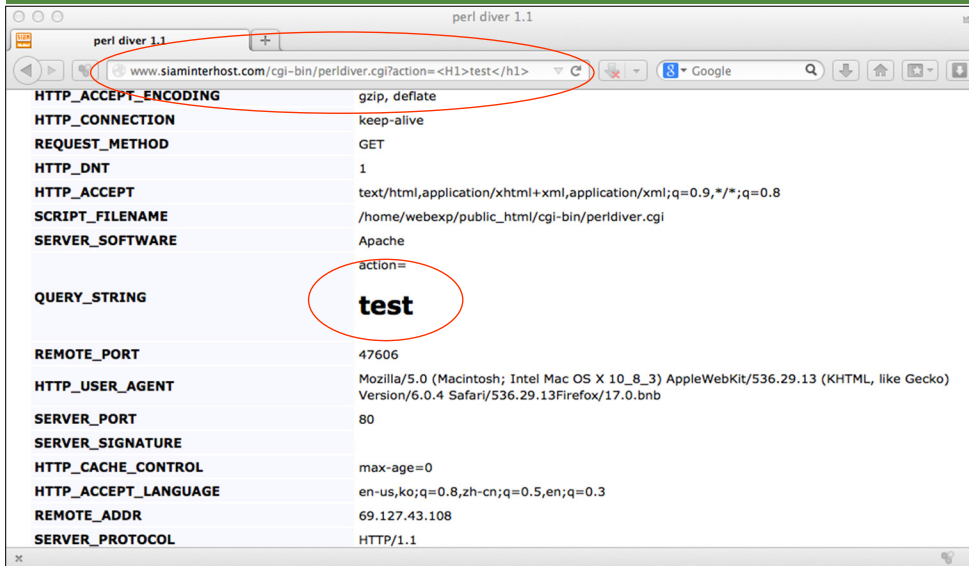 perl diver 1.1
perl diver 1.1
www.siaminterhost.com/cgi-bin/perldiver.cgi?action=<H1>test</h1>
Google
HTTP_ACCEPT_ENCODING gzip, deflate
HTTP_CONNECTION keep-alive
REQUEST_METHOD GET
HTTP_DNT 1
HTTP_ACCEPT text/html,application/xhtml+xml,application/xml;q=0.9,*/*;q=0.8
SCRIPT_FILENAME /home/webexp/public_html/cgi-bin/perldiver.cgi
SERVER_SOFTWARE Apache
action=
QUERY_STRING test
REMOTE_PORT 47606
HTTP_USER_AGENT Mozilla/5.0 (Macintosh; Intel Mac OS X 10_8_3) AppleWebKit/536.29.13 (KHTML, like Gecko)
Version/6.0.4 Safari/536.29.13Firefox/17.0.bnb
SERVER_PORT 80
SERVER_SIGNATURE
HTTP_CACHE_CONTROL max-age=0
HTTP_ACCEPT_LANGUAGE en-us,ko;q=0.8,zh-cn;q=0.5,en;q=0.3
REMOTE_ADDR 69.127.43.108
SERVER_PROTOCOL HTTP/1.1